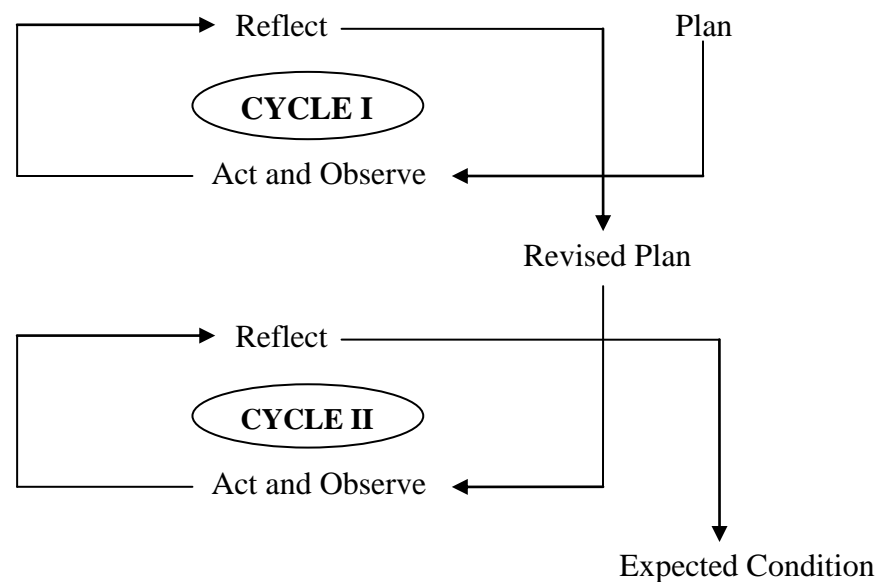 Reflect Plan
CYCLE I
Act and Observe
Revised Plan
Reflect
CYCLE II
Act and Observe
Expected Condition